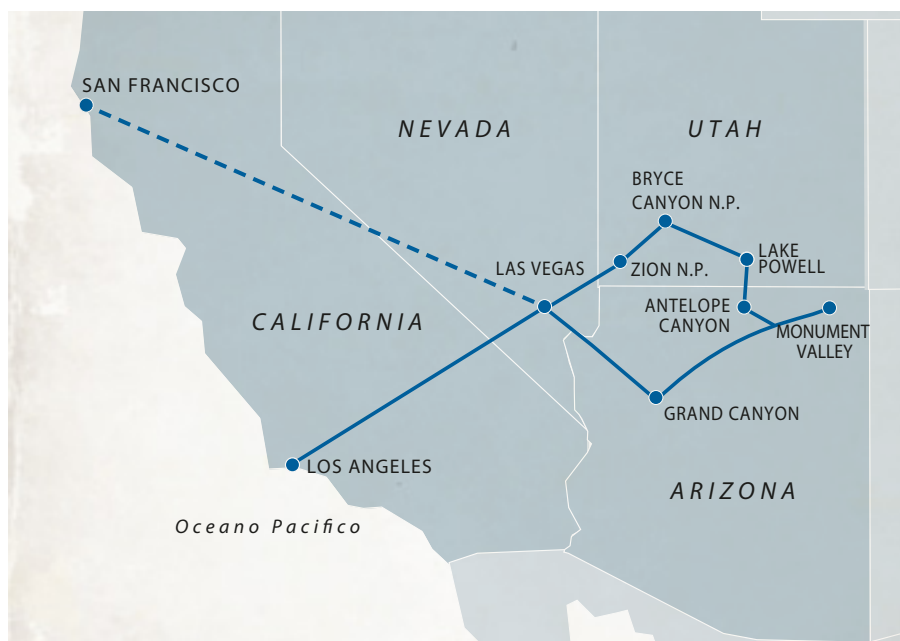 SAN FRANCISCO
NEVADA
UTAH
BRYCE
CANYON N.P.
LAKE
POWELL
LAS VEGAS
ZION N.P.
CALIFORNIA
ANTELOPE
CANYON
MONUMENT
VALLEY
GRAND CANYON
LOS ANGELES
ARIZONA
Oceano Pacifico